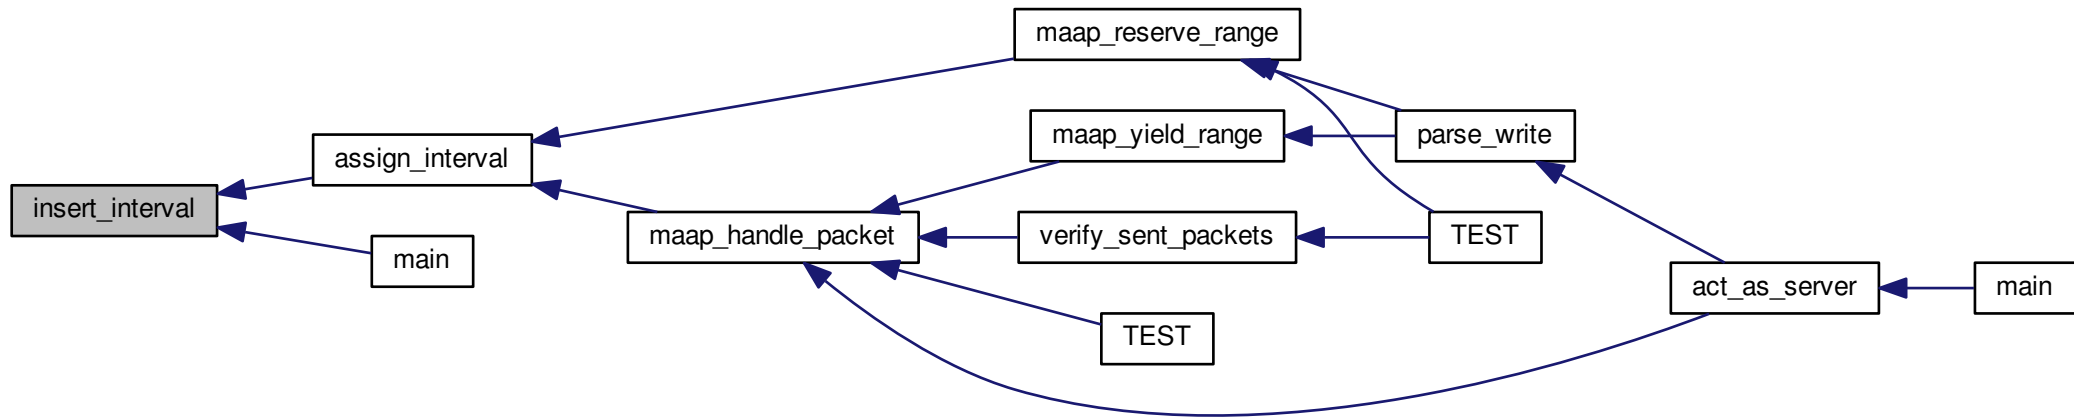 maap_reserve_range
maap_yield_range
parse_write
assign_interval
insert_interval
maap_handle_packet
verify_sent_packets
TEST
main
act_as_server
main
TEST